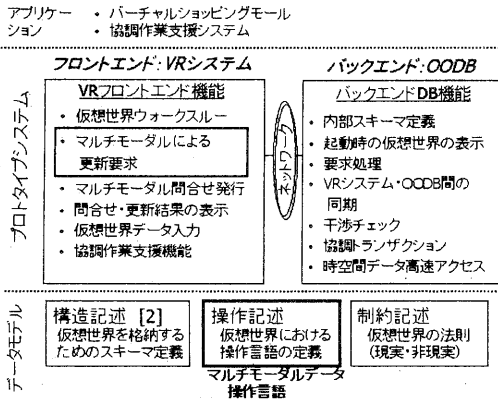 アプリケーション
・ バーチャルショッピングモール
・ 協調作業支援システム
プロトタイプシステム
フロントエンド:VRシステム
VRフロントエンド機能
・ 仮想世界ウォークスルー
・ マルチモーダルによる
更新要求
・ マルチモーダル問合せ発行
・ 問合せ・更新結果の表示
・ 仮想世界データ入力
・ 協調作業支援機能
ネットワーク
バックエンド:OODB
バックエンドDB機能
・ 内部スキーマ定義
・ 起動時の仮想世界の表示
・ 要求処理
・ VRシステム・OODB間の
同期
・ 干渉チェック
・ 協調トランザクション
・ 時空間データ高速アクセス
データモデル
構造記述 [2]
仮想世界を格納する
ためのスキーマ定義
操作記述
仮想世界における
操作言語の定義
マルチモーダルデータ
操作言語
制約記述
仮想世界の法則
(現実・非現実)